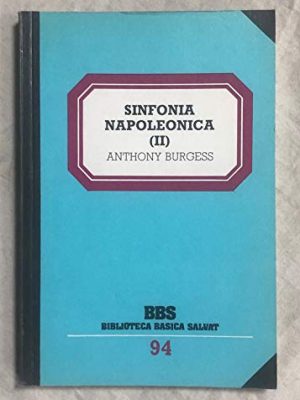 SINFONIA
NAPOLEONICA
(II)
ANTHONY BURGESS
BBS
BIBLIOTECA BASICA SALVAT
94